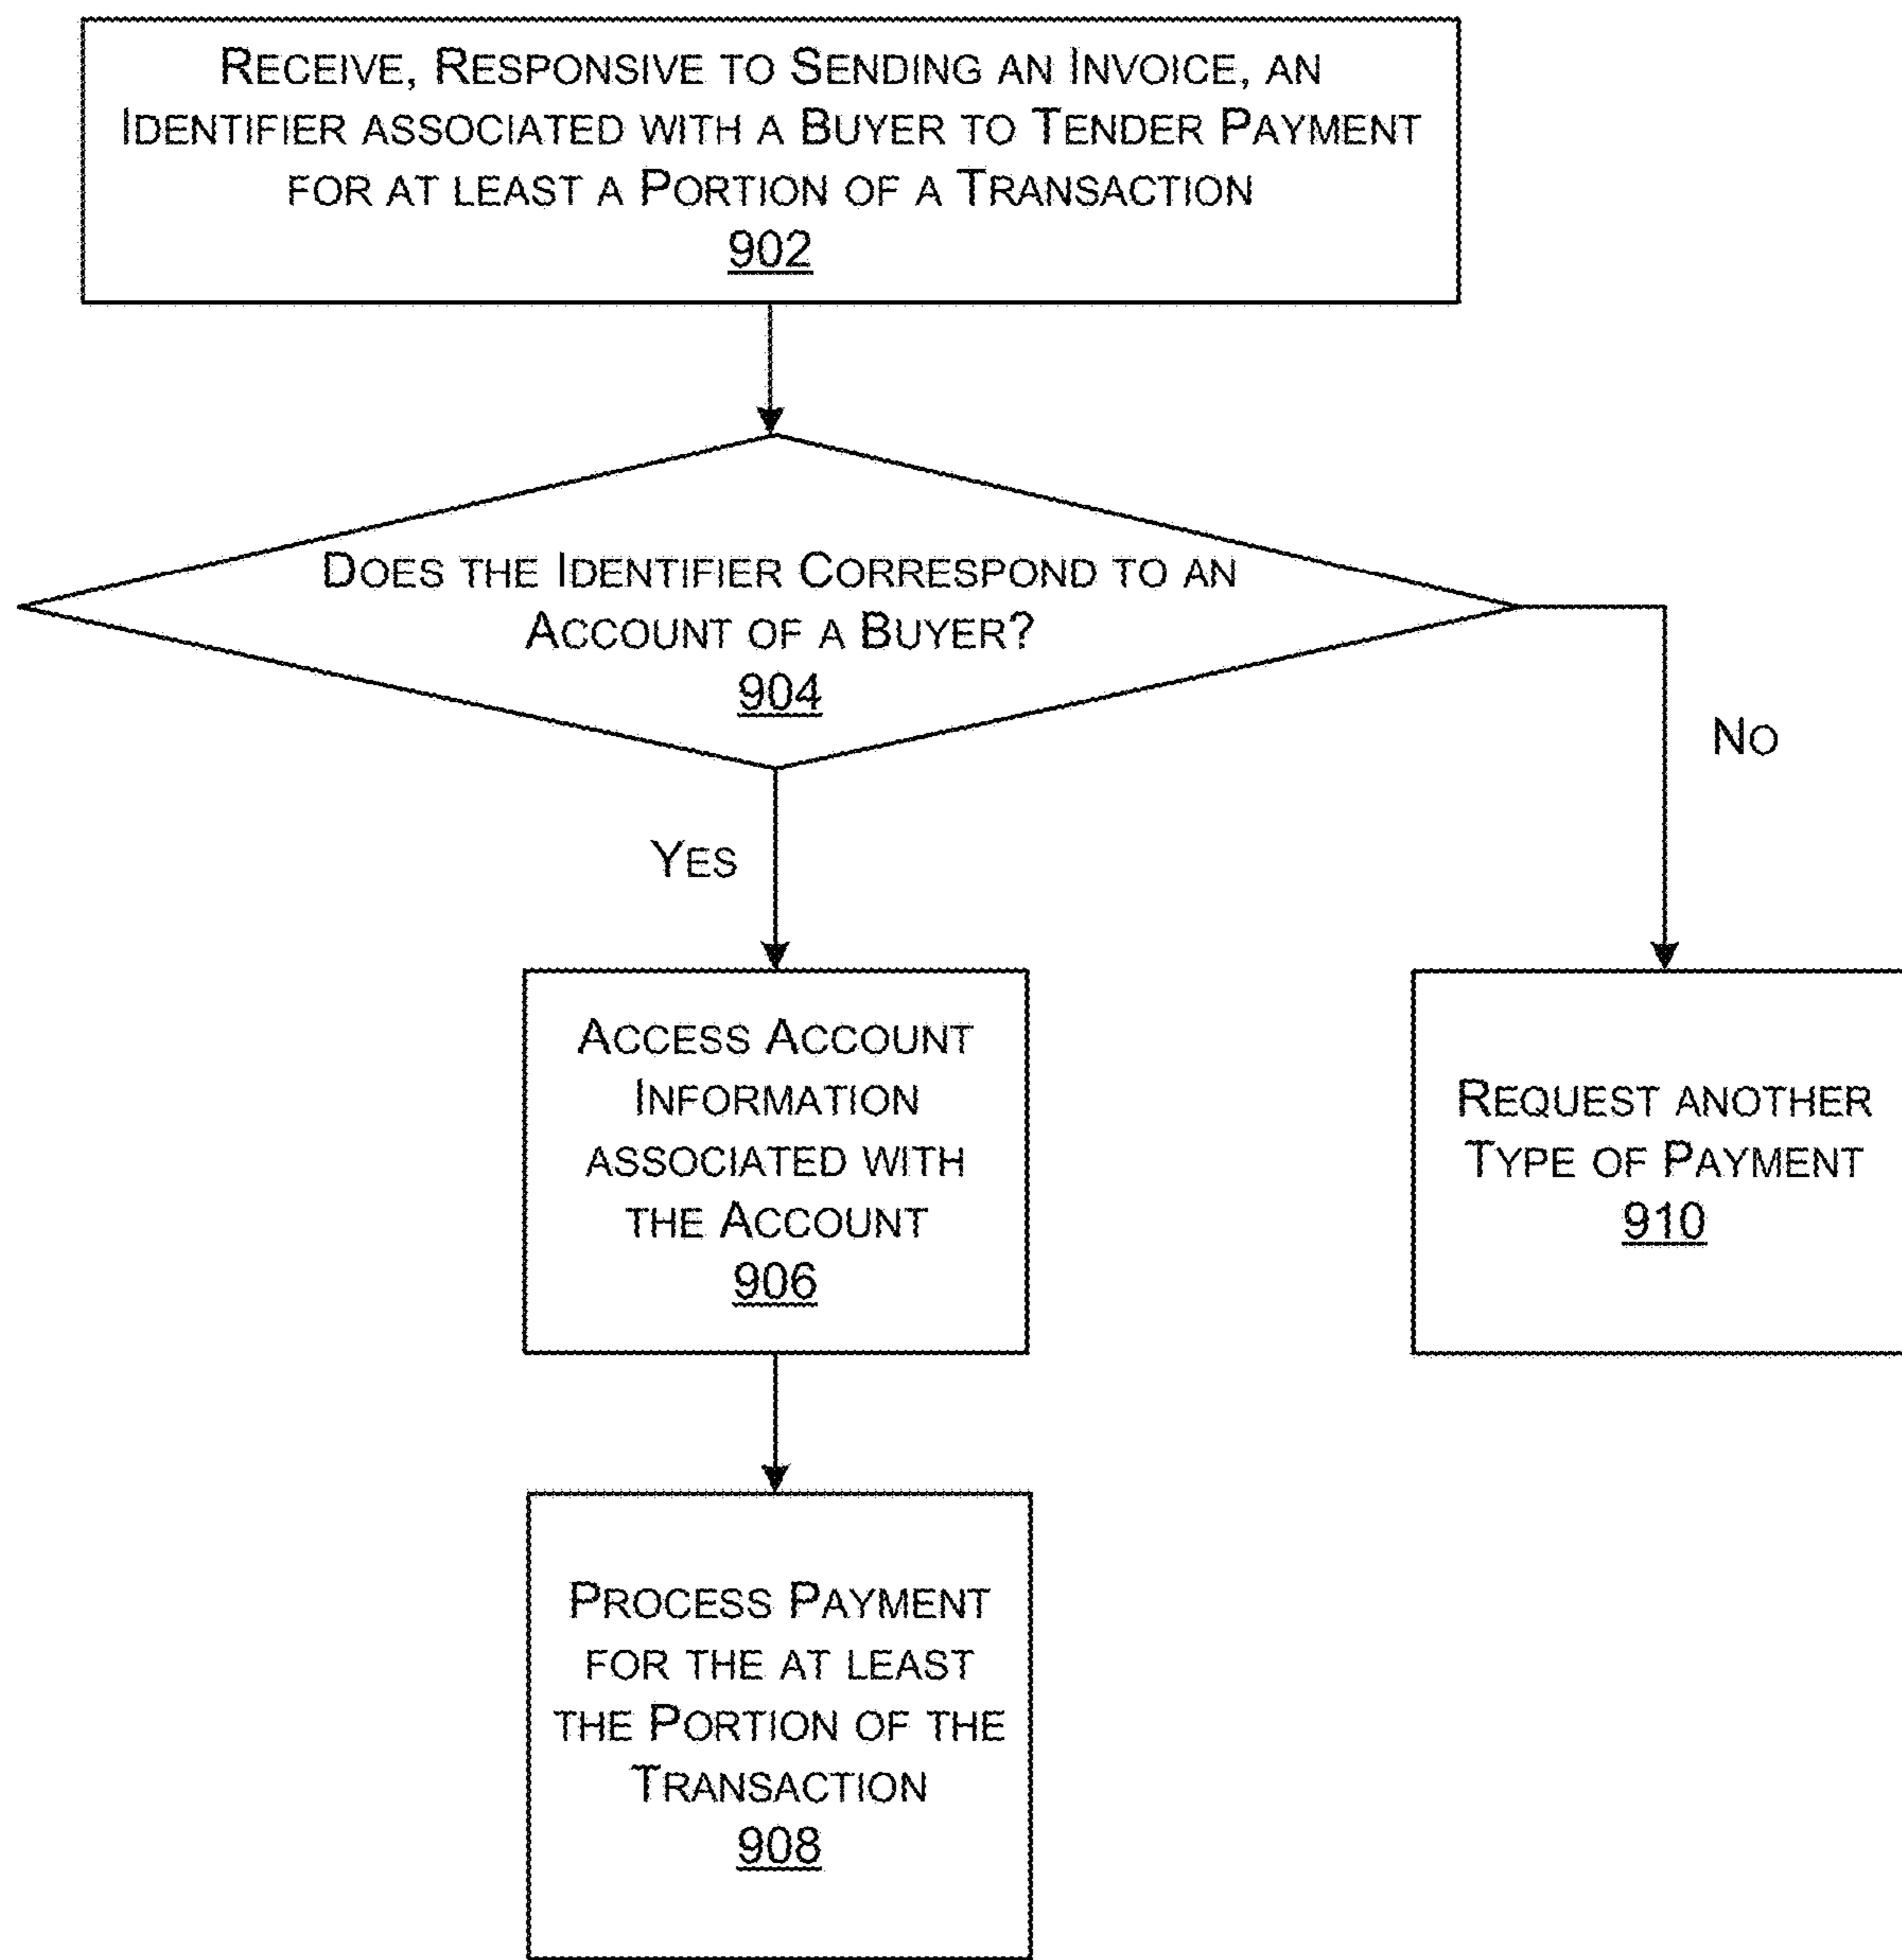 RECEIVE, RESPONSIVE TO SENDING AN INVOICE, AN
IDENTIFIER ASSOCIATED WITH A BUYER TO TENDER PAYMENT
FOR AT LEAST A PORTION OF A TRANSACTION
902
DOES THE IDENTIFIER CORRESPOND TO AN
ACCOUNT OF A BUYER?
904
NO
YES
ACCESS ACCOUNT
INFORMATION
ASSOCIATED WITH
THE ACCOUNT
906
REQUEST ANOTHER
TYPE OF PAYMENT
910
PROCESS PAYMENT
FOR THE AT LEAST
THE PORTION OF THE
TRANSACTION
908